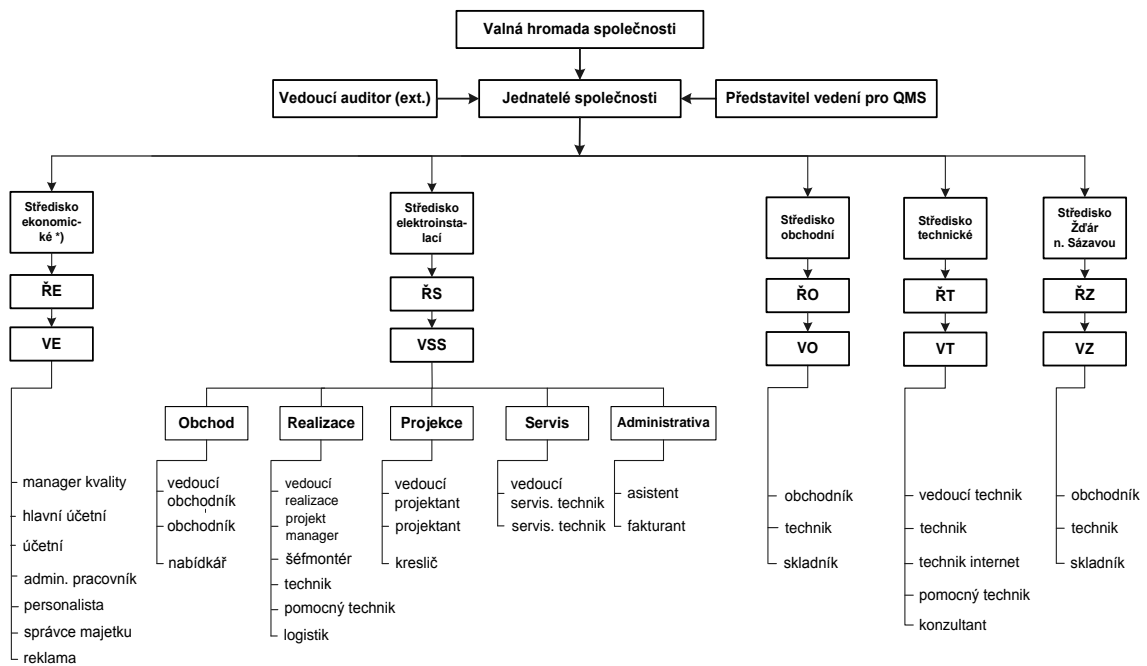 Valná hromada společnosti
Vedoucí auditor (ext.)
Jednatelé společnosti
Představitel vedení pro QMS
Středisko
ekonomic-
ké *)
Středisko
elektroinsta-
lací
Středisko
obchodní
Středisko
technické
Středisko
Žďár
n. Sázavou
ŘE
ŘS
ŘO
ŘT
ŘZ
VE
VSS
VO
VT
VZ
Obchod
Realizace
Projekce
Servis
Administrativa
manager kvality
hlavní účetní
účetní
admin. pracovník
personalista
správce majetku
reklama
vedoucí
obchodník
obchodník
nabídkář
vedoucí
realizace
projekt
manager
šéfmontér
technik
pomocný technik
logistik
vedoucí
projektant
projektant
kreslič
vedoucí
servis. technik
servis. technik
asistent
fakturant
obchodník
technik
skladník
vedoucí technik
technik
technik internet
pomocný technik
konzultant
obchodník
technik
skladník